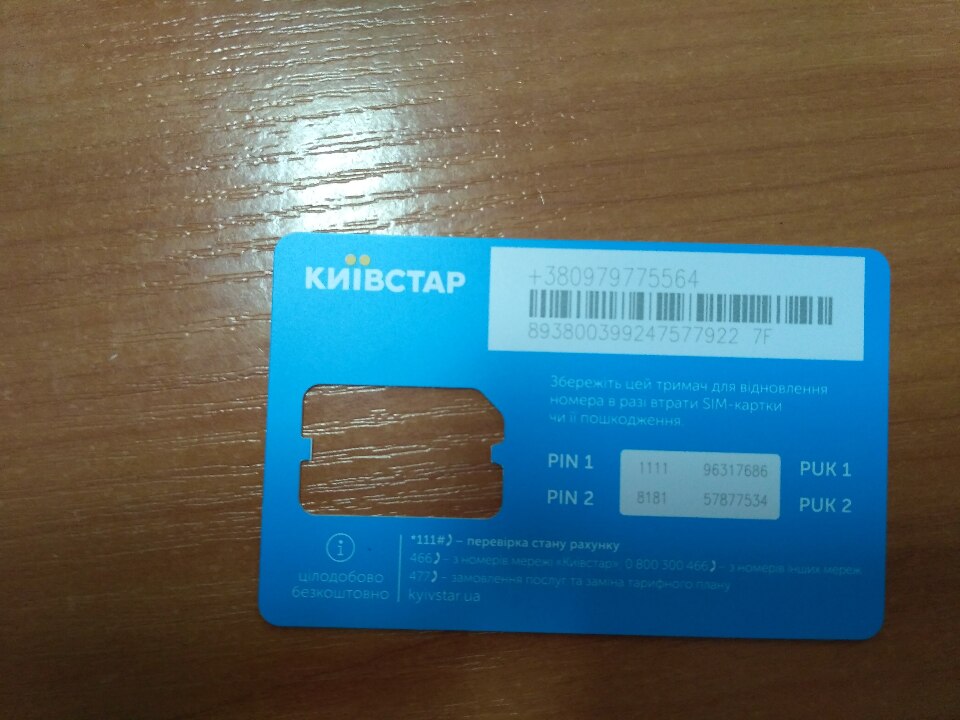 КИЇВСТАР
+380979775564
893800399247577922 7F
Збережіть цей тримач для відновлення
номера в разі втрати SIM-картки
чи її пошкодження.
PIN 1 1111 96317686 PUK 1
PIN 2 8181 57877534 PUK 2
i
цілодобово
безкоштовно
*111# – перевірка стану рахунку
466 – з номерів мережі «Київстар»; 0 800 300 466 – з номерів інших мереж
477 – замовлення послуг та заміна тарифного плану
kyivstar.ua